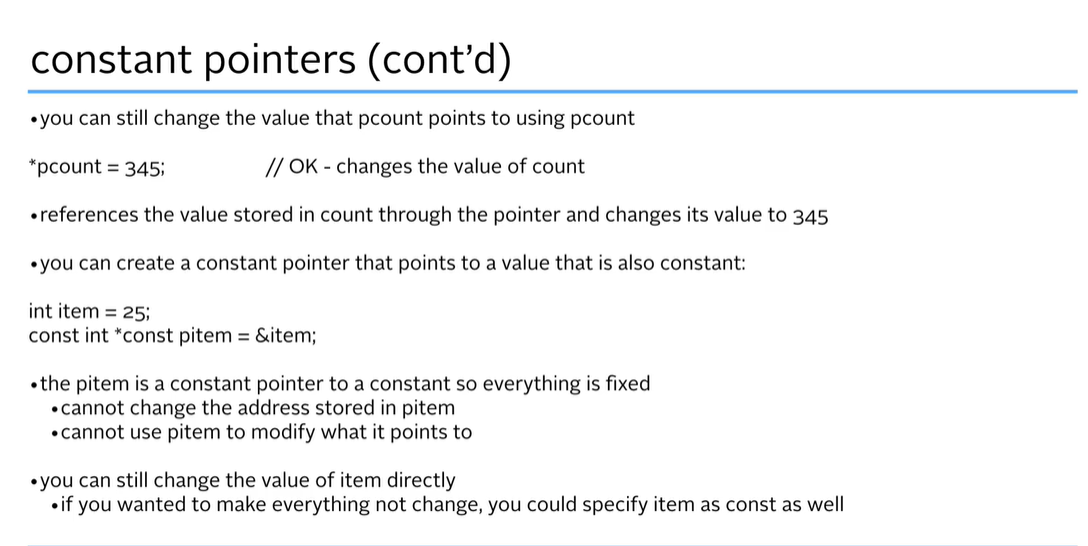 constant pointers (cont’d)
•you can still change the value that pcount points to using pcount
*pcount = 345; // OK - changes the value of count
•references the value stored in count through the pointer and changes its value to 345
•you can create a constant pointer that points to a value that is also constant:
int item = 25;
const int *const pitem = &item;
•the pitem is a constant pointer to a constant so everything is fixed
•cannot change the address stored in pitem
•cannot use pitem to modify what it points to
•you can still change the value of item directly
•if you wanted to make everything not change, you could specify item as const as well